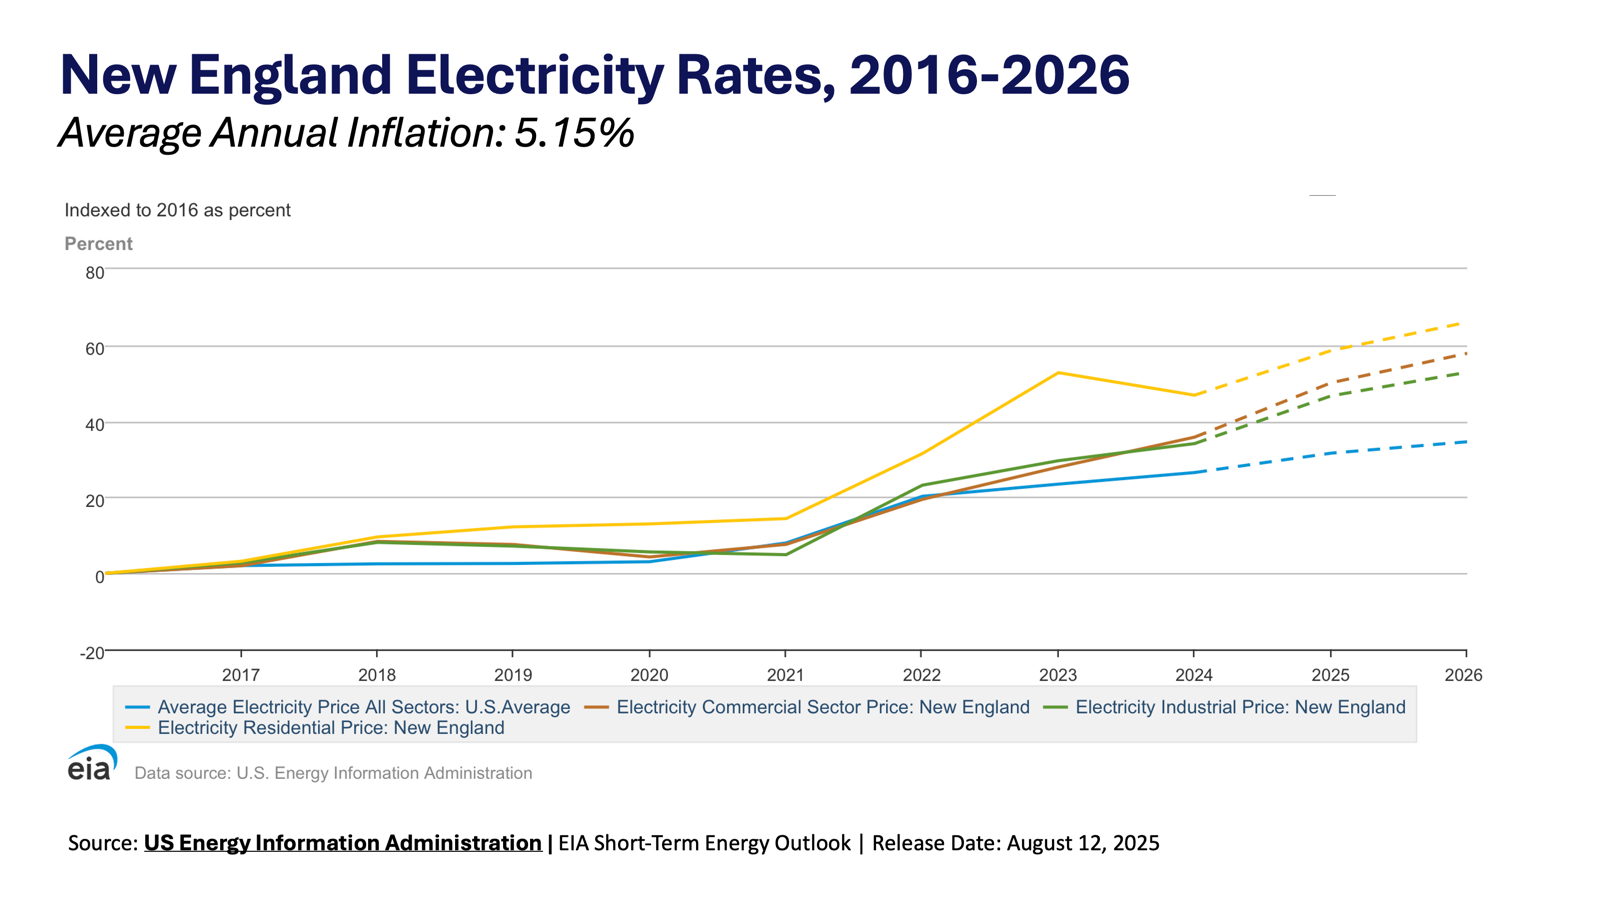 New England Electricity Rates, 2016-2026
Average Annual Inflation: 5.15%
Indexed to 2016 as percent
Percent
80
60
40
20
0
-20
2017 2018 2019 2020 2021 2022 2023 2024 2025 2026
Average Electricity Price All Sectors: U.S.Average Electricity Commercial Sector Price: New England Electricity Industrial Price: New England
Electricity Residential Price: New England
eia Data source: U.S. Energy Information Administration
Source: US Energy Information Administration | EIA Short-Term Energy Outlook | Release Date: August 12, 2025